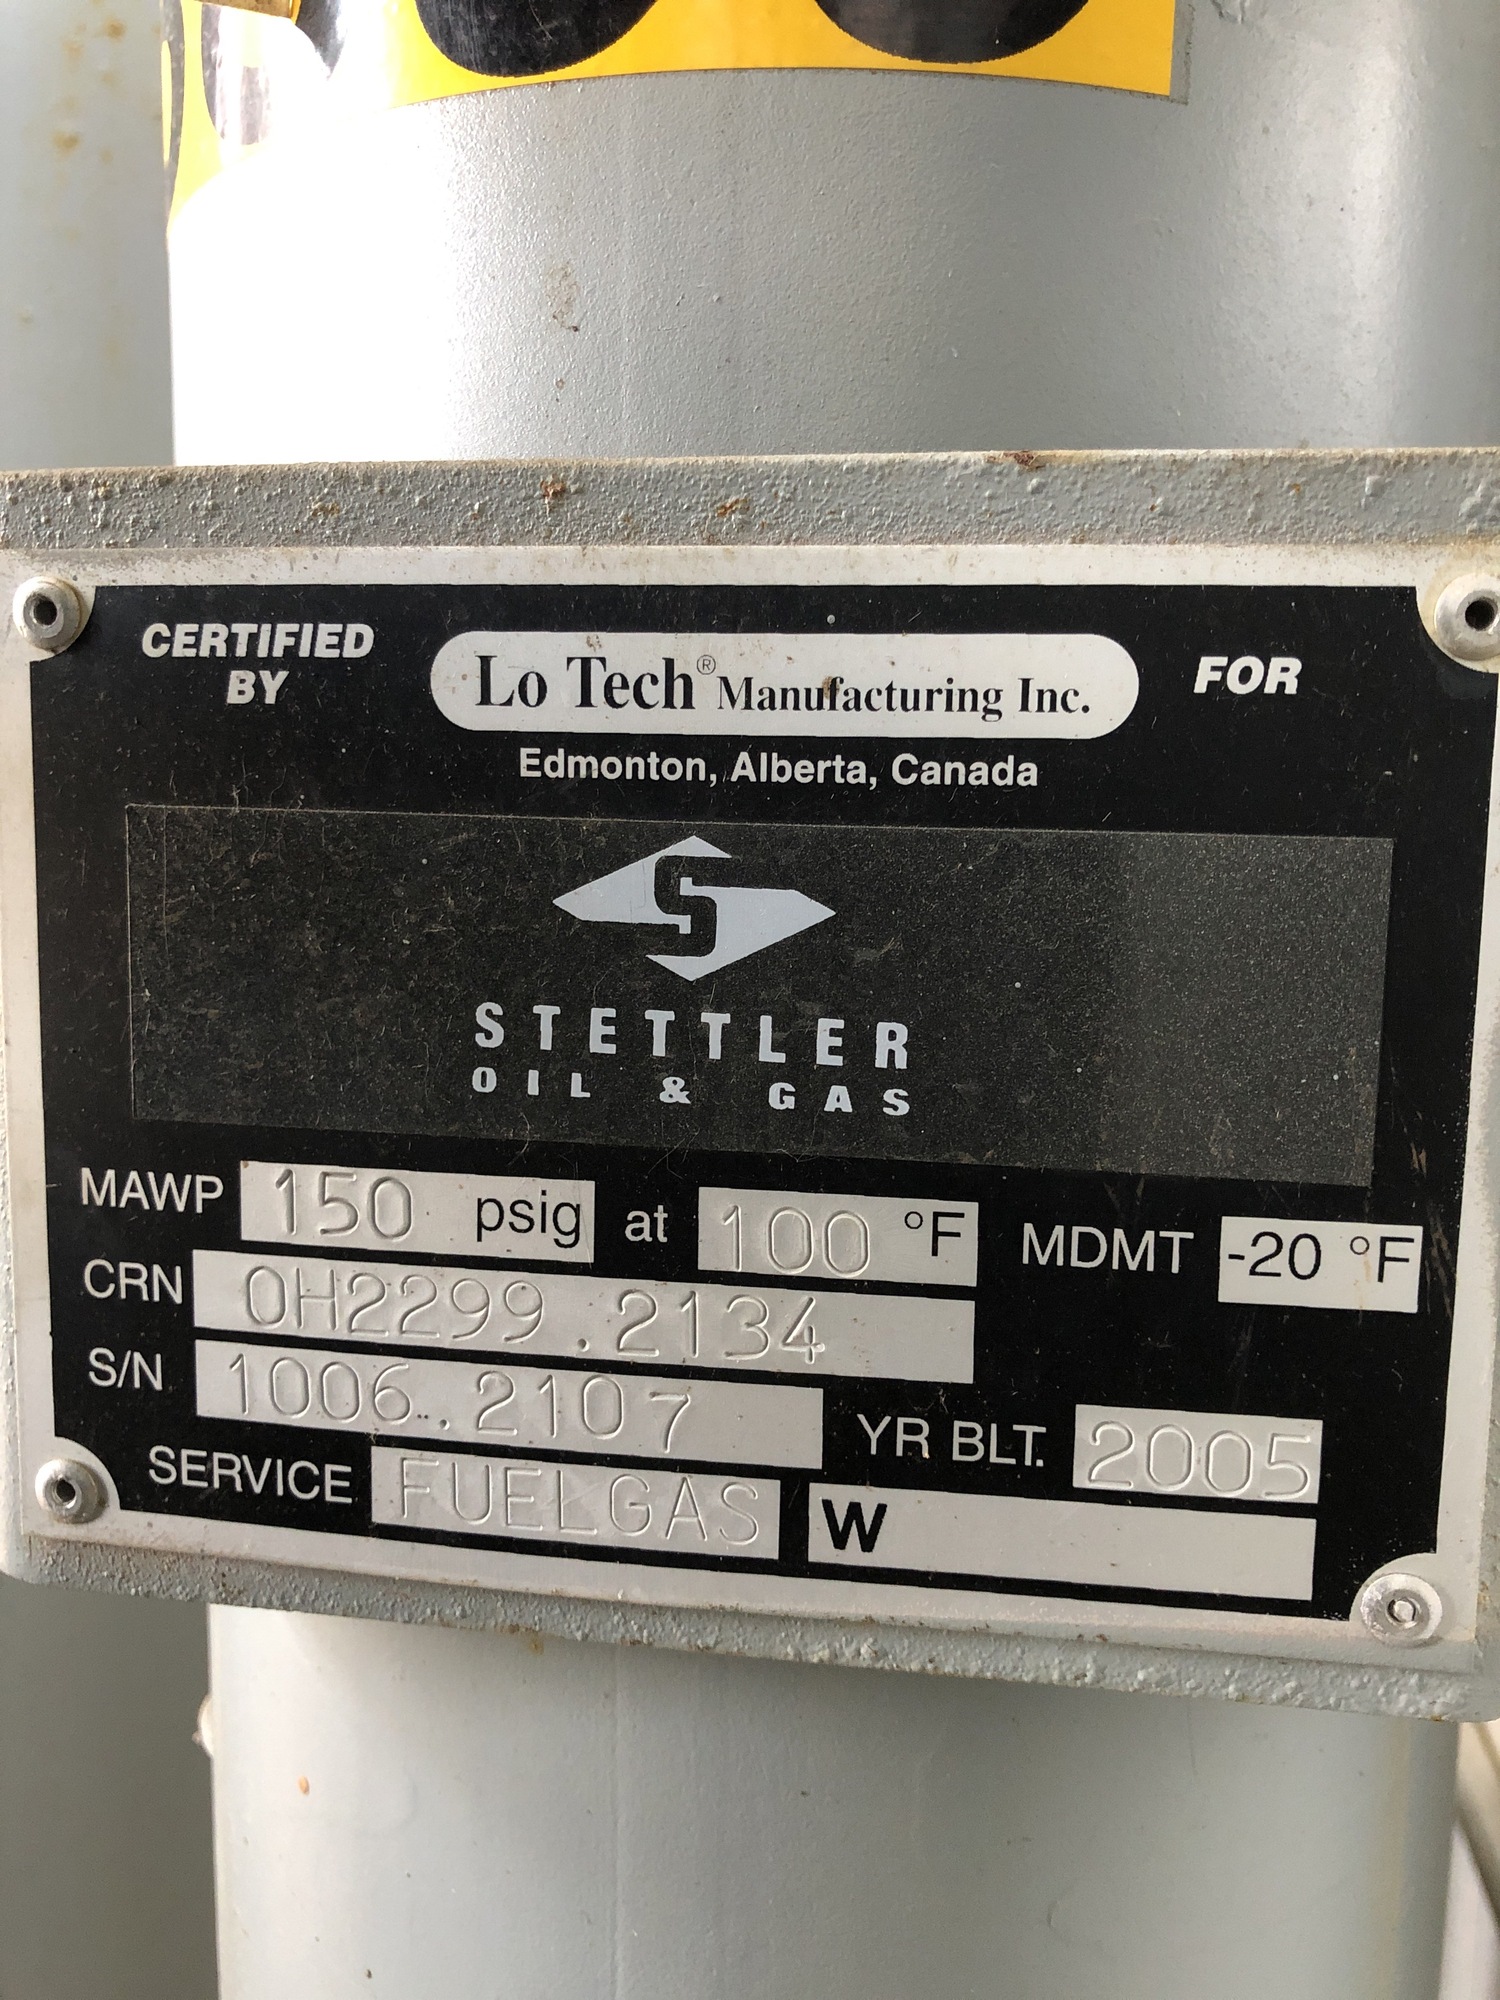 CERTIFIED BY Lo Tech® Manufacturing Inc. FOR
Edmonton, Alberta, Canada
S
STETTLER
OIL & GAS
MAWP 150 psig at 100 °F MDMT -20 °F
CRN 0H2299.2134
S/N 1006..2107 YR BLT. 2005
SERVICE FUELGAS W